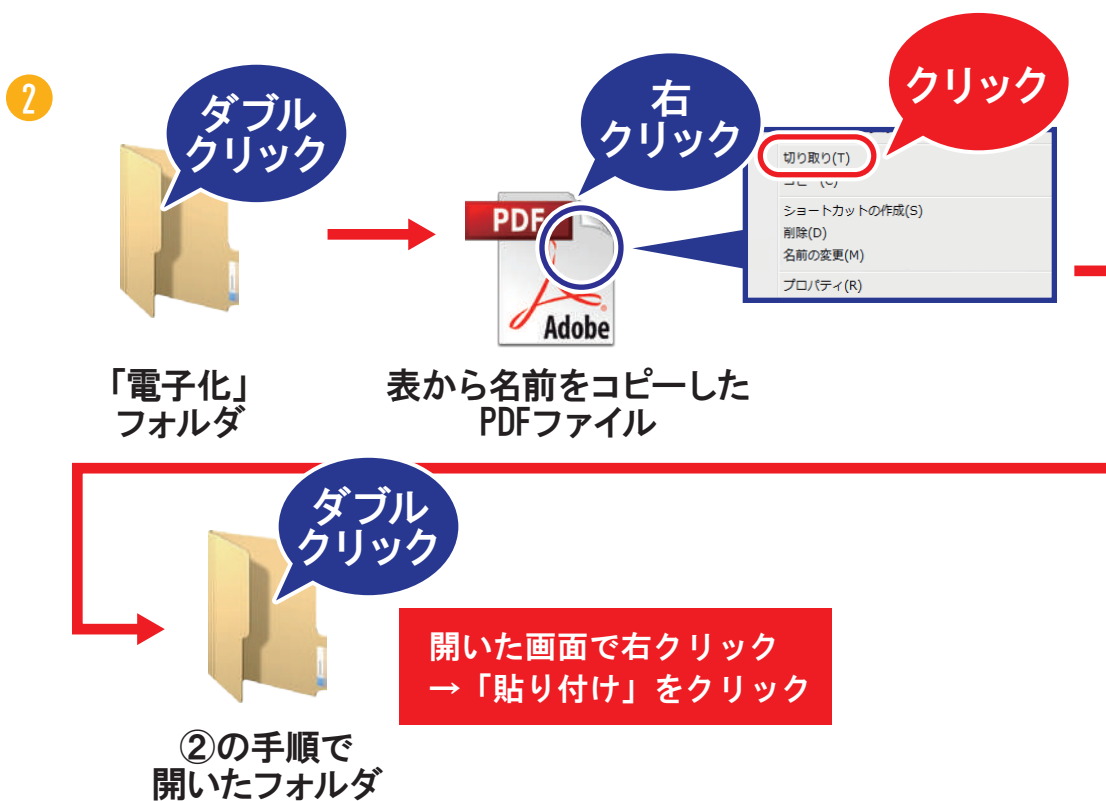 2
ダブル
クリック
右
クリック
クリック
切り取り(T)
コピー(C)
ショートカットの作成(S)
削除(D)
名前の変更(M)
プロパティ(R)
PDF
Adobe
「電子化」
フォルダ
表から名前をコピーした
PDFファイル
ダブル
クリック
開いた画面で右クリック
→「貼り付け」をクリック
②の手順で
開いたフォルダ